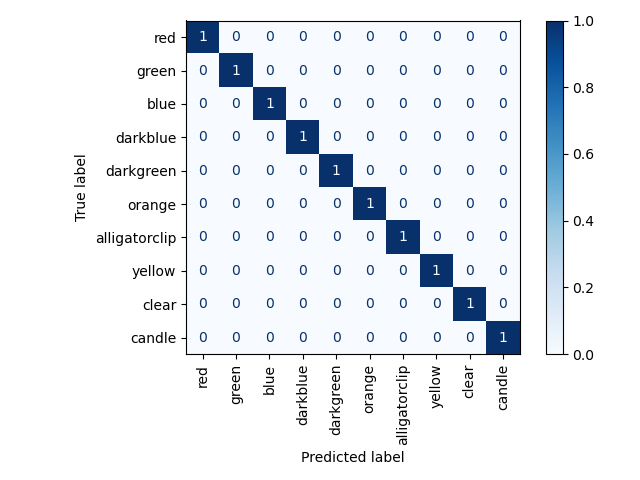 red 1 0 0 0 0 0 0 0 0 0 1.0
green 0 1 0 0 0 0 0 0 0 0
blue 0 0 1 0 0 0 0 0 0 0 0.8
darkblue 0 0 0 1 0 0 0 0 0 0
darkgreen 0 0 0 0 1 0 0 0 0 0 0.6
orange 0 0 0 0 0 1 0 0 0 0
alligatorclip 0 0 0 0 0 0 1 0 0 0 0.4
yellow 0 0 0 0 0 0 0 1 0 0
clear 0 0 0 0 0 0 0 0 1 0 0.2
candle 0 0 0 0 0 0 0 0 0 1 0.0
True label
red green blue darkblue darkgreen orange alligatorclip yellow clear candle
Predicted label